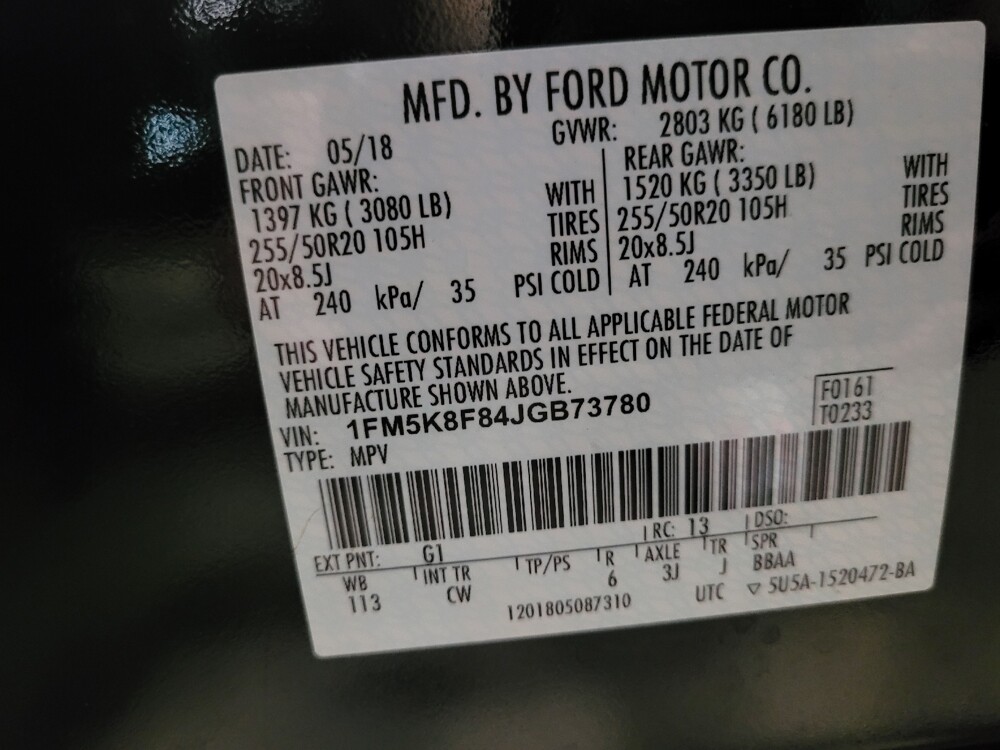 MFD. BY FORD MOTOR CO.
DATE: 05/18 GVWR: 2803 KG ( 6180 LB)
FRONT GAWR: REAR GAWR:
1397 KG ( 3080 LB) WITH 1520 KG ( 3350 LB) WITH
255/50R20 105H TIRES 255/50R20 105H TIRES
20x8.5J RIMS 20x8.5J RIMS
AT 240 kPa/ 35 PSI COLD AT 240 kPa/ 35 PSI COLD
THIS VEHICLE CONFORMS TO ALL APPLICABLE FEDERAL MOTOR
VEHICLE SAFETY STANDARDS IN EFFECT ON THE DATE OF
MANUFACTURE SHOWN ABOVE.
VIN: 1FM5K8F84JGB73780 F0161
TYPE: MPV T0233
EXT PNT: G1 RC: 13 DSO:
WB INT TR TP/PS R AXLE TR SPR
113 CW 6 3J J BBAA
1201805087310 UTC ▽ 5U5A-1520472-BA